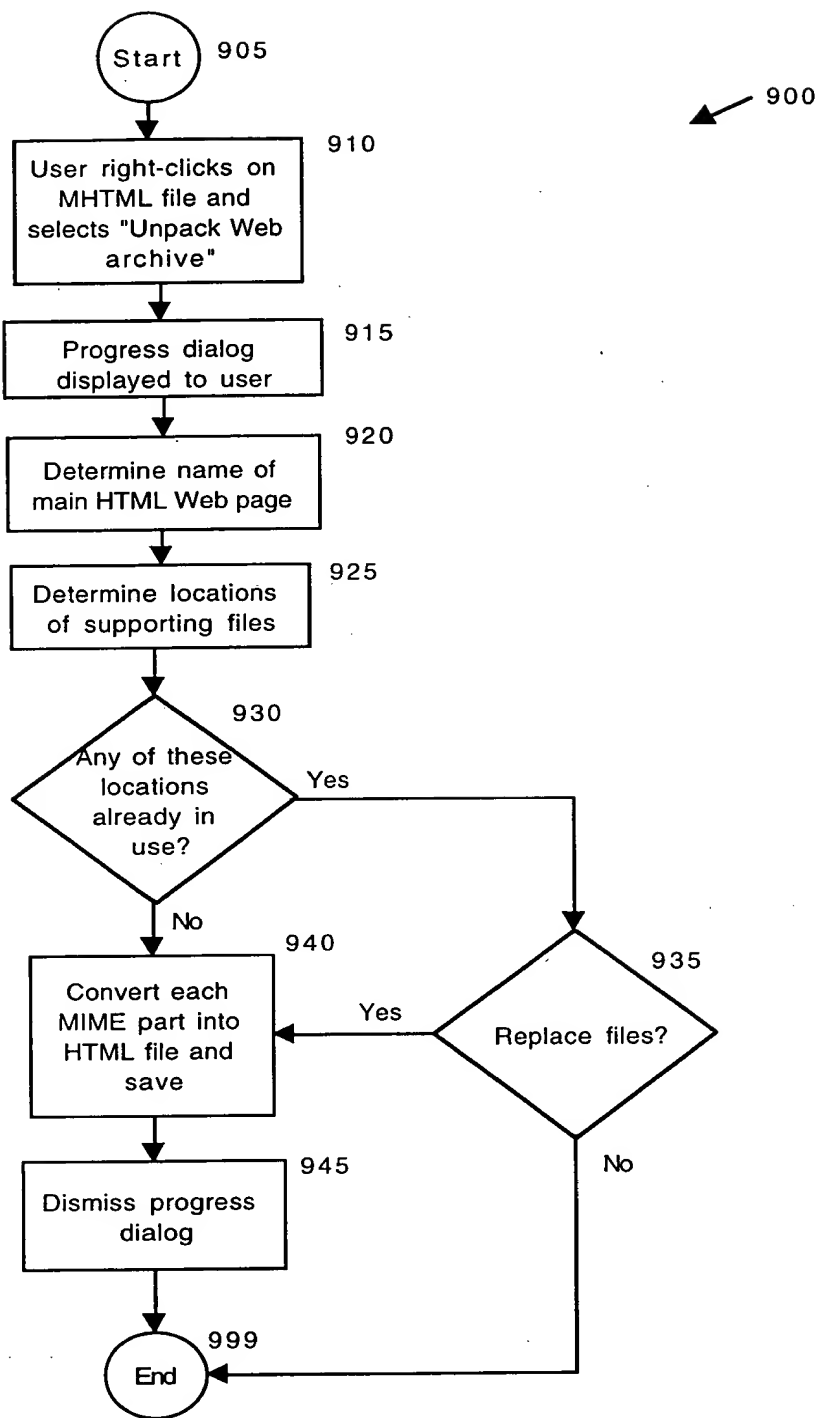 Start
905
900
910
User right-clicks on
MHTML file and
selects "Unpack Web
archive"
915
Progress dialog
displayed to user
920
Determine name of
main HTML Web page
925
Determine locations
of supporting files
930
Any of these
locations
already in
use?
Yes
No
940
Convert each
MIME part into
HTML file and
save
Yes
935
Replace files?
No
945
Dismiss progress
dialog
999
End